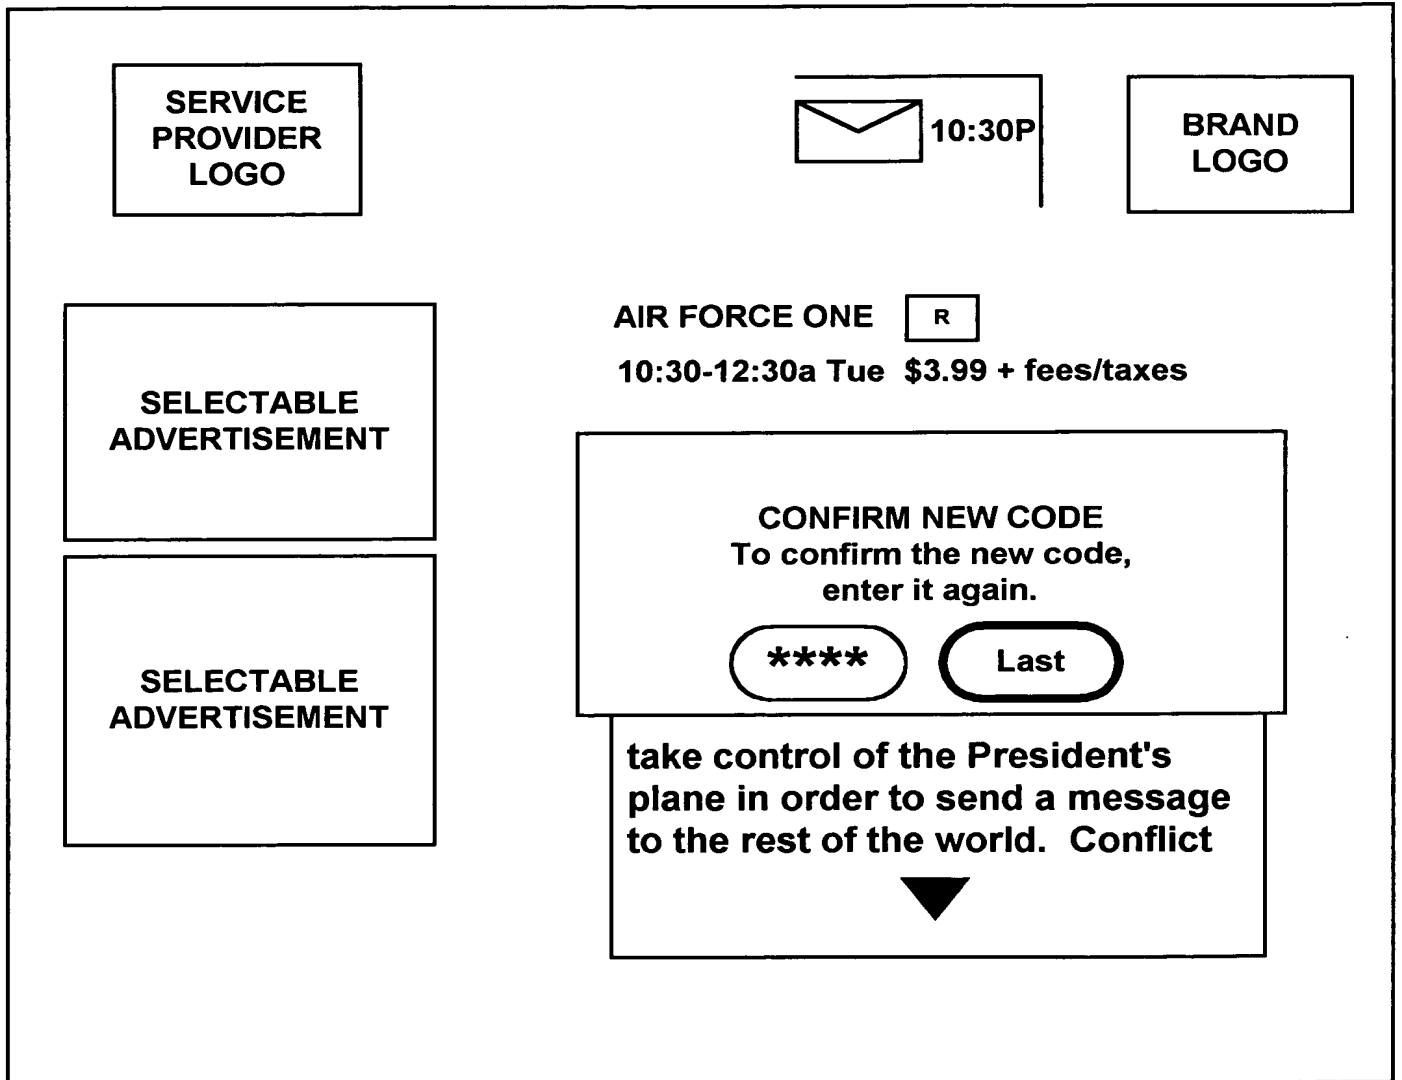 SERVICE
PROVIDER
LOGO
10:30P
BRAND
LOGO
AIR FORCE ONE R
10:30-12:30a Tue $3.99 + fees/taxes
SELECTABLE
ADVERTISEMENT
CONFIRM NEW CODE
To confirm the new code,
enter it again.
**** Last
SELECTABLE
ADVERTISEMENT
take control of the President's
plane in order to send a message
to the rest of the world. Conflict